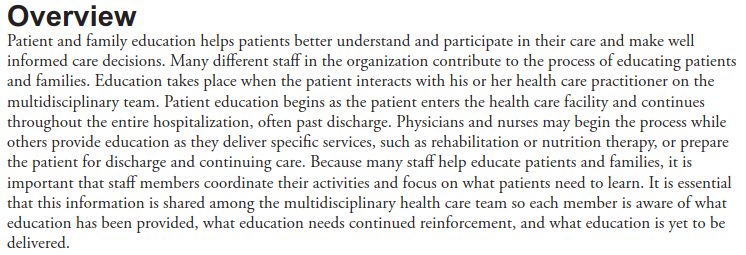 Overview
Patient and family education helps patients better understand and participate in their care and make well
informed care decisions. Many different staff in the organization contribute to the process of educating patients
and families. Education takes place when the patient interacts with his or her health care practitioner on the
multidisciplinary team. Patient education begins as the patient enters the health care facility and continues
throughout the entire hospitalization, often past discharge. Physicians and nurses may begin the process while
others provide education as they deliver specific services, such as rehabilitation or nutrition therapy, or prepare
the patient for discharge and continuing care. Because many staff help educate patients and families, it is
important that staff members coordinate their activities and focus on what patients need to learn. It is essential
that this information is shared among the multidisciplinary health care team so each member is aware of what
education has been provided, what education needs continued reinforcement, and what education is yet to be
delivered.